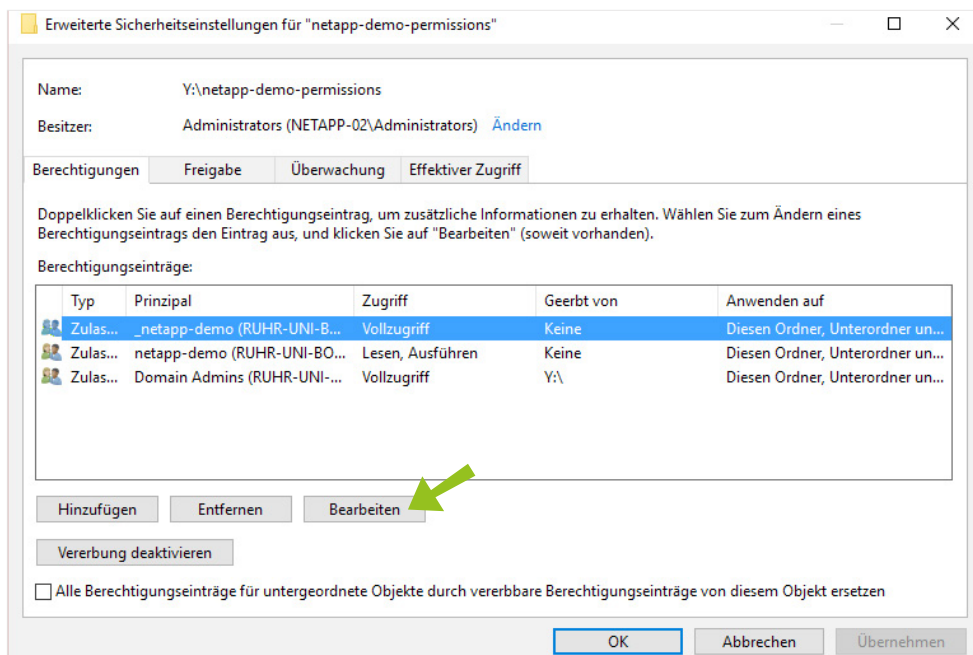 Erweiterte Sicherheitseinstellungen für "netapp-demo-permissions"
Name: Y:\netapp-demo-permissions
Besitzer: Administrators (NETAPP-02\Administrators) Ändern
Berechtigungen Freigabe Überwachung Effektiver Zugriff
Doppelklicken Sie auf einen Berechtigungseintrag, um zusätzliche Informationen zu erhalten. Wählen Sie zum Ändern eines
Berechtigungseintrags den Eintrag aus, und klicken Sie auf "Bearbeiten" (soweit vorhanden).
Berechtigungseinträge:
Typ Prinzipal Zugriff Geerbt von Anwenden auf
Zulas... _netapp-demo (RUHR-UNI-B... Vollzugriff Keine Diesen Ordner, Unterordner un...
Zulas... netapp-demo (RUHR-UNI-BO... Lesen, Ausführen Keine Diesen Ordner, Unterordner un...
Zulas... Domain Admins (RUHR-UNI-... Vollzugriff Y:\ Diesen Ordner, Unterordner un...
Hinzufügen Entfernen Bearbeiten
Vererbung deaktivieren
Alle Berechtigungseinträge für untergeordnete Objekte durch vererbbare Berechtigungseinträge von diesem Objekt ersetzen
OK Abbrechen Übernehmen